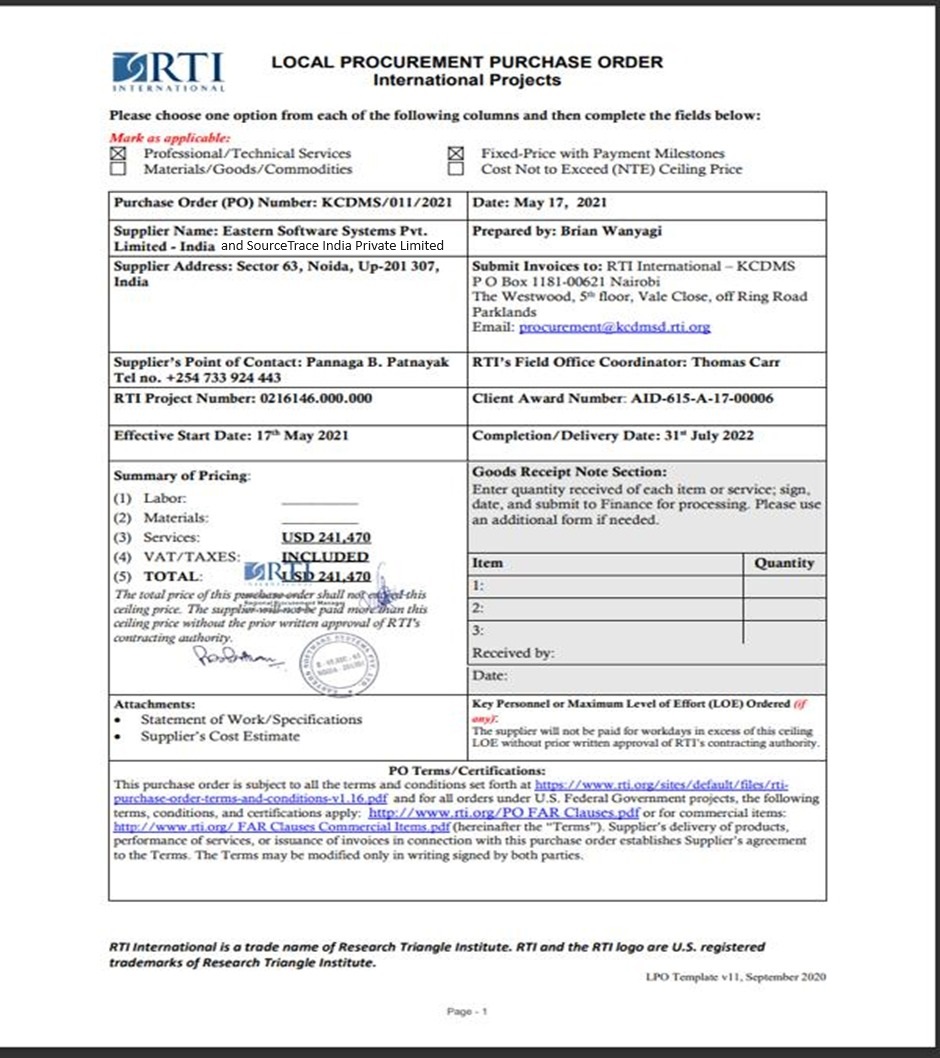 RTI
INTERNATIONAL
LOCAL PROCUREMENT PURCHASE ORDER
International Projects
Please choose one option from each of the following columns and then complete the fields below:
Mark as applicable:
☒ Professional/Technical Services
☐ Materials/Goods/Commodities
☒ Fixed-Price with Payment Milestones
☐ Cost Not to Exceed (NTE) Ceiling Price
Purchase Order (PO) Number: KCDMS/011/2021
Date: May 17, 2021
Supplier Name: Eastern Software Systems Pvt.
Limited - India and SourceTrace India Private Limited
Prepared by: Brian Wanyagi
Supplier Address: Sector 63, Noida, Up-201 307,
India
Submit Invoices to: RTI International – KCDMS
P O Box 1181-00621 Nairobi
The Westwood, 5th floor, Vale Close, off Ring Road
Parklands
Email: procurement@kcdmsd.rti.org
Supplier's Point of Contact: Pannaga B. Patnayak
Tel no. +254 733 924 443
RTI's Field Office Coordinator: Thomas Carr
RTI Project Number: 0216146.000.000
Client Award Number: AID-615-A-17-00006
Effective Start Date: 17th May 2021
Completion/Delivery Date: 31st July 2022
Summary of Pricing:
(1) Labor:
(2) Materials:
(3) Services: USD 241,470
(4) VAT/TAXES: INCLUDED
(5) TOTAL: USD 241,470
RTI
Regional Procurement Manager
The total price of this purchase order shall not exceed this
ceiling price. The supplier will not be paid more than this
ceiling price without the prior written approval of RTI's
contracting authority.
EASTERN SOFTWARE SYSTEMS PVT. LTD.
Goods Receipt Note Section:
Enter quantity received of each item or service; sign,
date, and submit to Finance for processing. Please use
an additional form if needed.
Item Quantity
1:
2:
3:
Received by:
Date:
Attachments:
• Statement of Work/Specifications
• Supplier's Cost Estimate
Key Personnel or Maximum Level of Effort (LOE) Ordered (if
any):
The supplier will not be paid for workdays in excess of this ceiling
LOE without prior written approval of RTI's contracting authority.
PO Terms/Certifications:
This purchase order is subject to all the terms and conditions set forth at https://www.rti.org/sites/default/files/rti-
purchase-order-terms-and-conditions-v1.16.pdf and for all orders under U.S. Federal Government projects, the following
terms, conditions, and certifications apply: http://www.rti.org/PO FAR Clauses.pdf or for commercial items:
http://www.rti.org/ FAR Clauses Commercial Items.pdf (hereinafter the "Terms"). Supplier's delivery of products,
performance of services, or issuance of invoices in connection with this purchase order establishes Supplier's agreement
to the Terms. The Terms may be modified only in writing signed by both parties.
RTI International is a trade name of Research Triangle Institute. RTI and the RTI logo are U.S. registered
trademarks of Research Triangle Institute.
LPO Template v11, September 2020
Page - 1